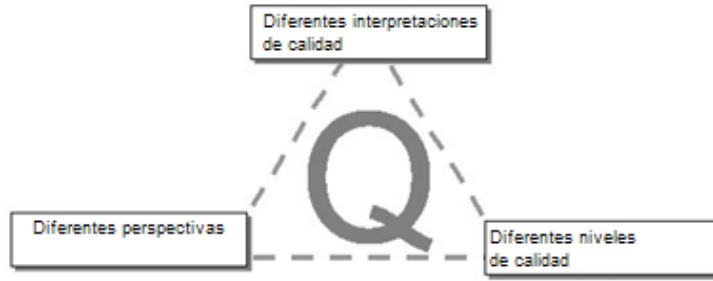 Diferentes interpretaciones
de calidad
Q
Diferentes perspectivas
Diferentes niveles
de calidad